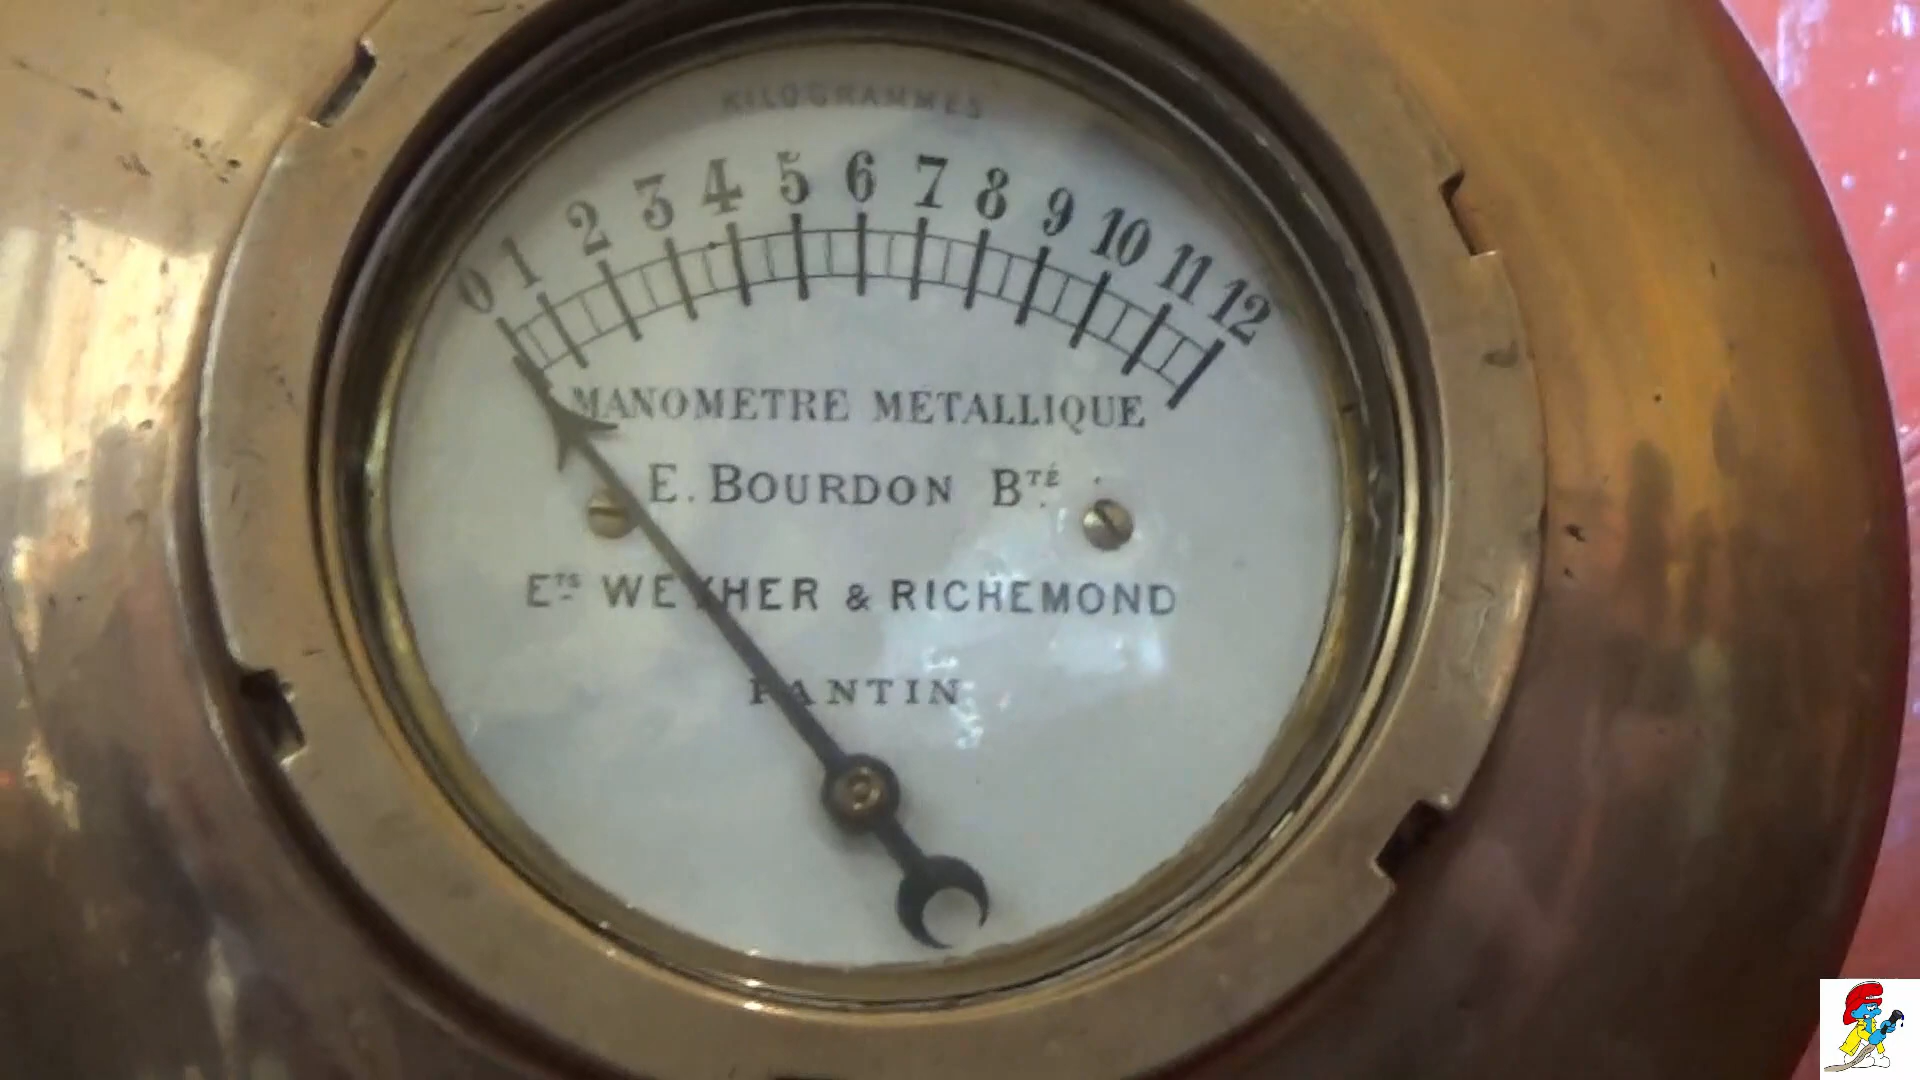 KILOGRAMMES
0 1 2 3 4 5 6 7 8 9 10 11 12
MANOMETRE METALLIQUE
E. BOURDON BTÉ
ETS WEYHER & RICHEMOND
PANTIN